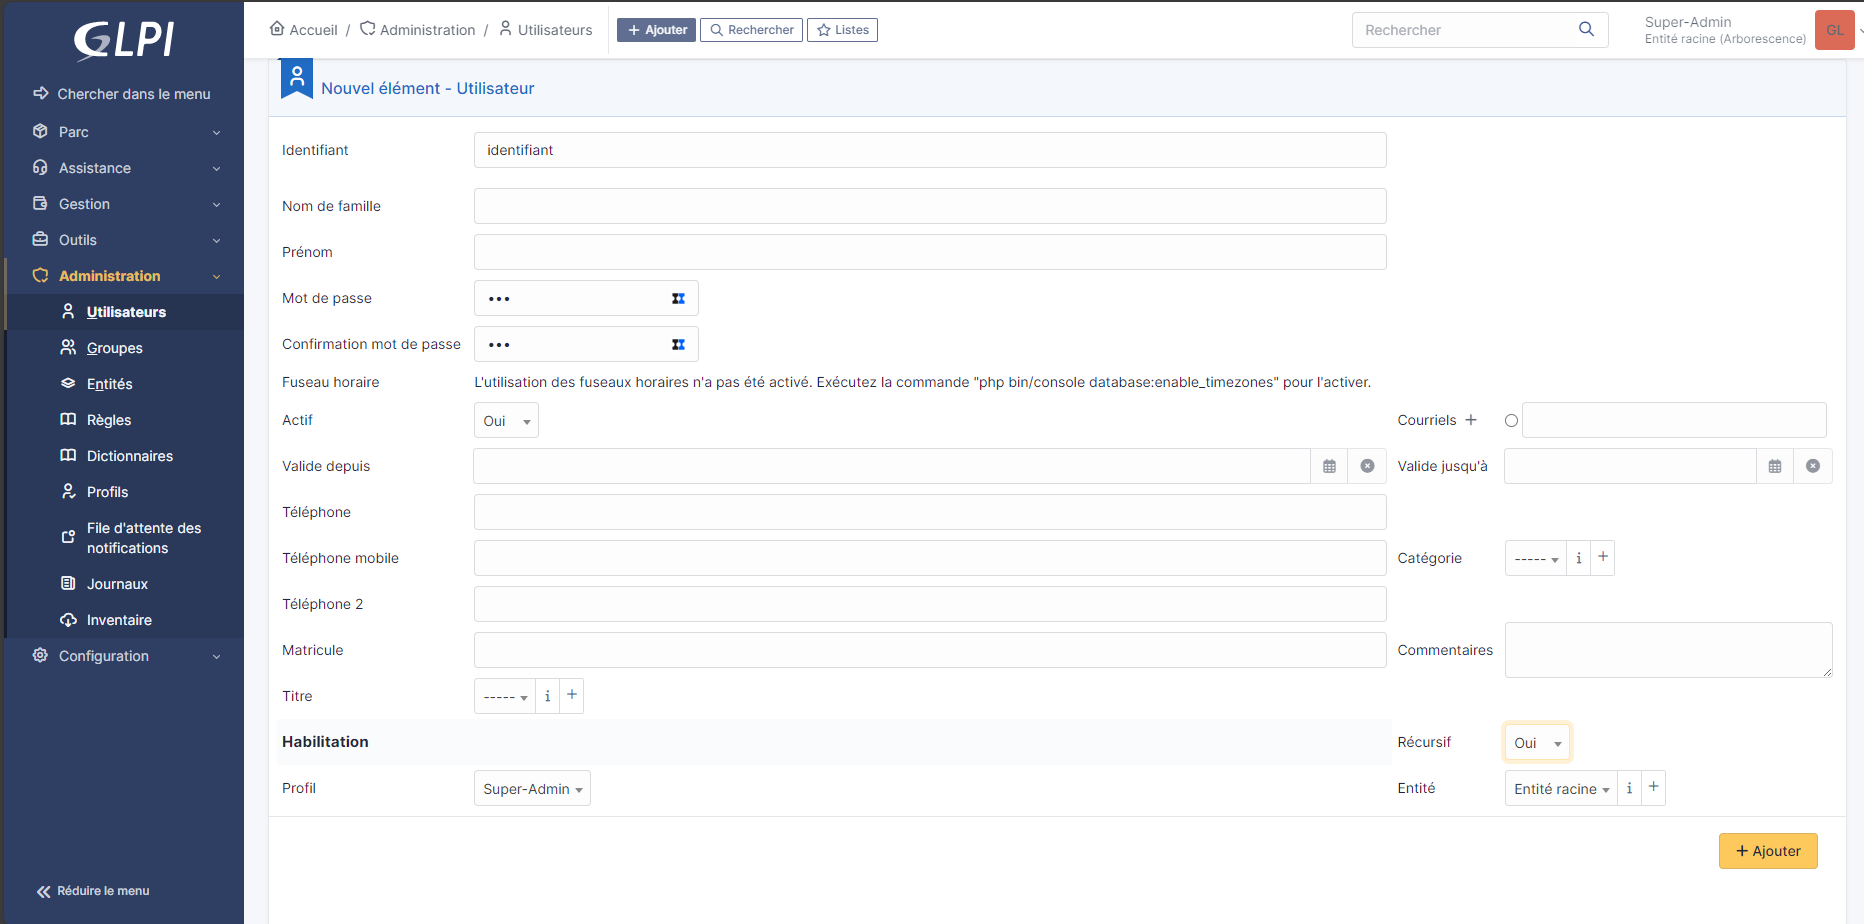 GLPI
Accueil / Administration / Utilisateurs
+ Ajouter
Rechercher
Listes
Rechercher
Super-Admin
Entité racine (Arborescence)
GL
Chercher dans le menu
Parc
Assistance
Gestion
Outils
Administration
Utilisateurs
Groupes
Entités
Règles
Dictionnaires
Profils
File d'attente des
notifications
Journaux
Inventaire
Configuration
Réduire le menu
Nouvel élément - Utilisateur
Identifiant
identifiant
Nom de famille
Prénom
Mot de passe
•••
Confirmation mot de passe
•••
Fuseau horaire
L'utilisation des fuseaux horaires n'a pas été activé. Exécutez la commande "php bin/console database:enable_timezones" pour l'activer.
Actif
Oui
Courriels +
Valide depuis
Valide jusqu'à
Téléphone
Téléphone mobile
Catégorie
----- i +
Téléphone 2
Matricule
Commentaires
Titre
----- i +
Habilitation
Récursif
Oui
Profil
Super-Admin
Entité
Entité racine i +
+ Ajouter